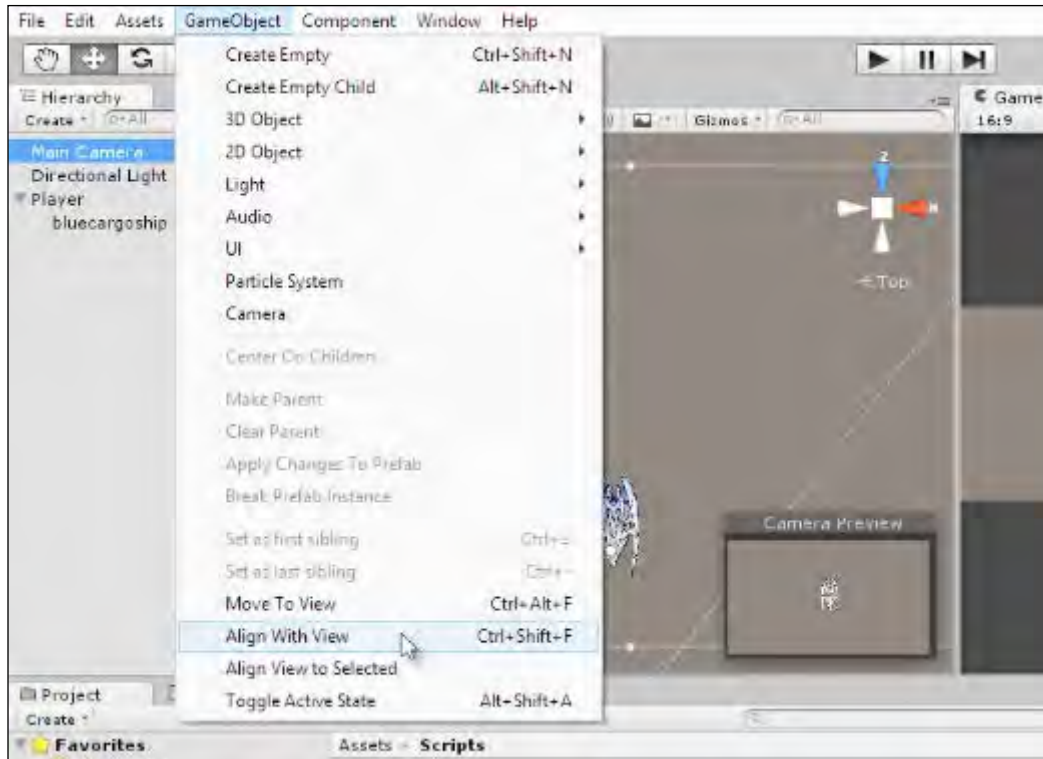 File Edit Assets GameObject Component Window Help
Hierarchy
Create All
Main Camera
Directional Light
Player
bluecargoship
Create Empty Ctrl+Shift+N
Create Empty Child Alt+Shift+N
3D Object
2D Object
Light
Audio
UI
Particle System
Camera
Center On Children
Make Parent
Clear Parent
Apply Changes To Prefab
Break Prefab Instance
Set as first sibling Ctrl+=
Set as last sibling Ctrl+-
Move To View Ctrl+Alt+F
Align With View Ctrl+Shift+F
Align View to Selected
Toggle Active State Alt+Shift+A
Gizmos All
z
x
Top
Camera Preview
Game
16:9
Project
Create
Favorites
Assets Scripts